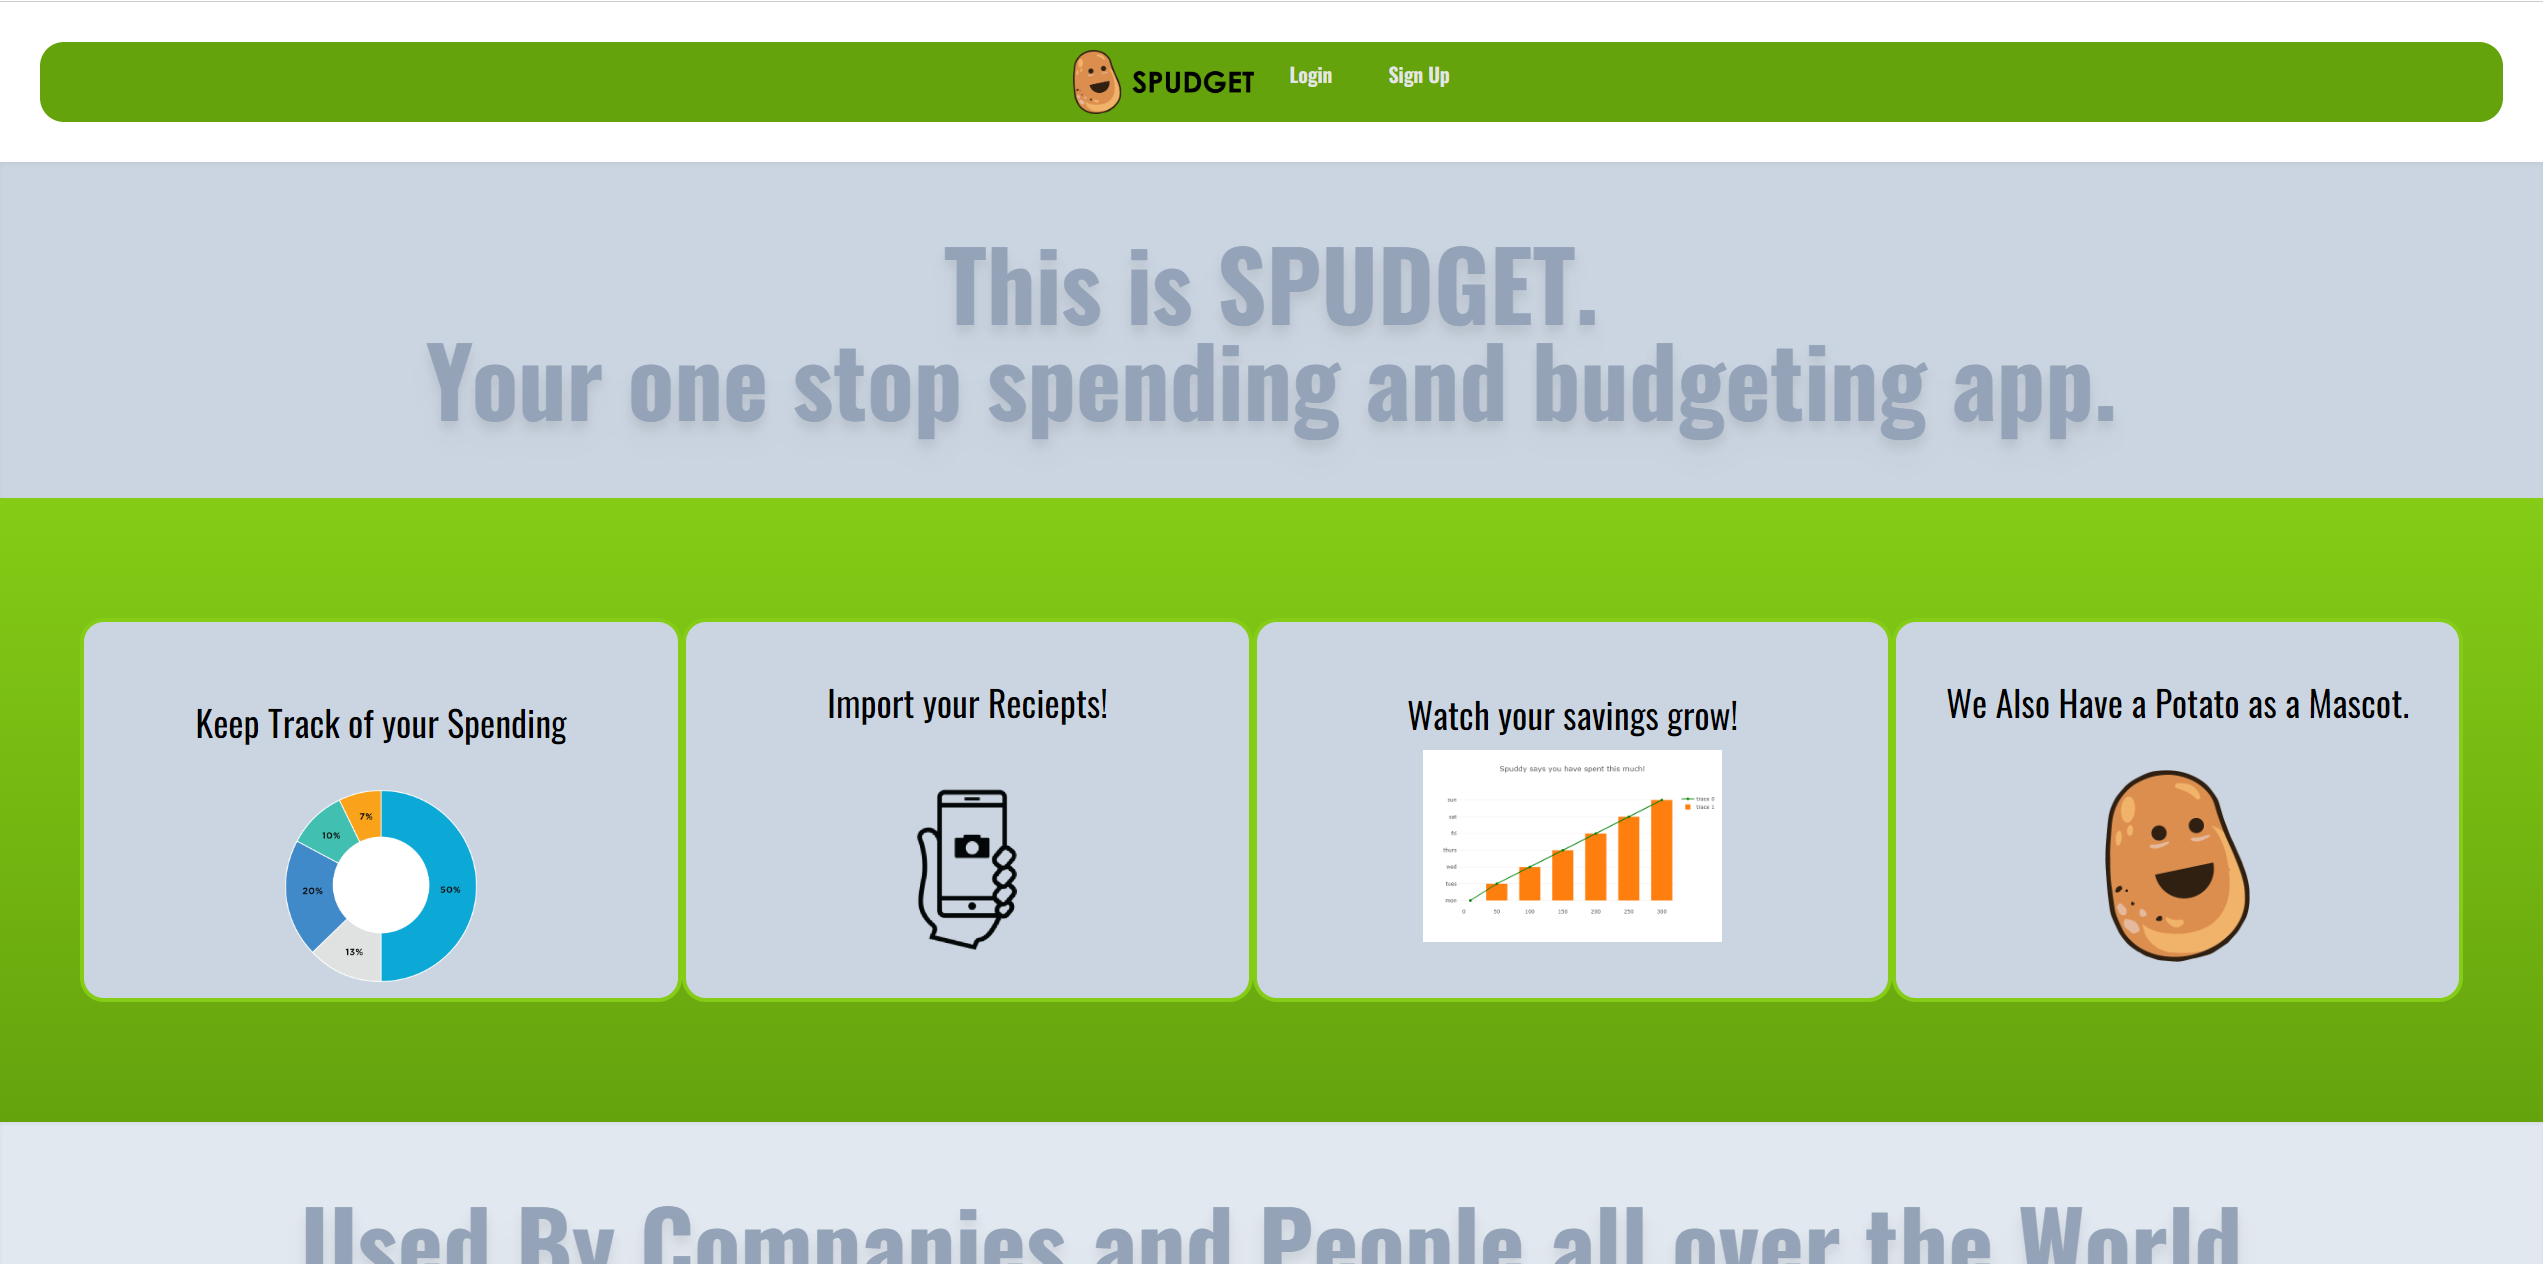 SPUDGET
Login
Sign Up
This is SPUDGET.
Your one stop spending and budgeting app.
Keep Track of your Spending
7%
10%
20%
50%
13%
Import your Reciepts!
Watch your savings grow!
Spuddy says you have spent this much!
sun
sat
fri
thurs
wed
tues
mon
0 50 100 150 200 250 300
trace 0
trace 1
We Also Have a Potato as a Mascot.
Used By Companies and People all over the World